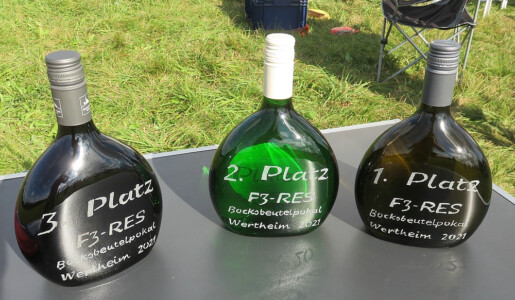 3. Platz
F3-RES
Bocksbeutelpokal
Wertheim 2021
2. Platz
F3-RES
Bocksbeutelpokal
Wertheim 2021
1. Platz
F3-RES
Bocksbeutelpokal
Wertheim 2021